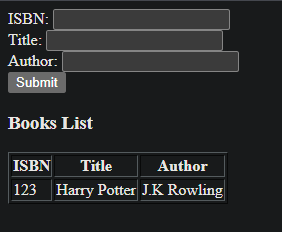 ISBN:
Title:
Author:
Submit
Books List
ISBN Title Author
123 Harry Potter J.K Rowling